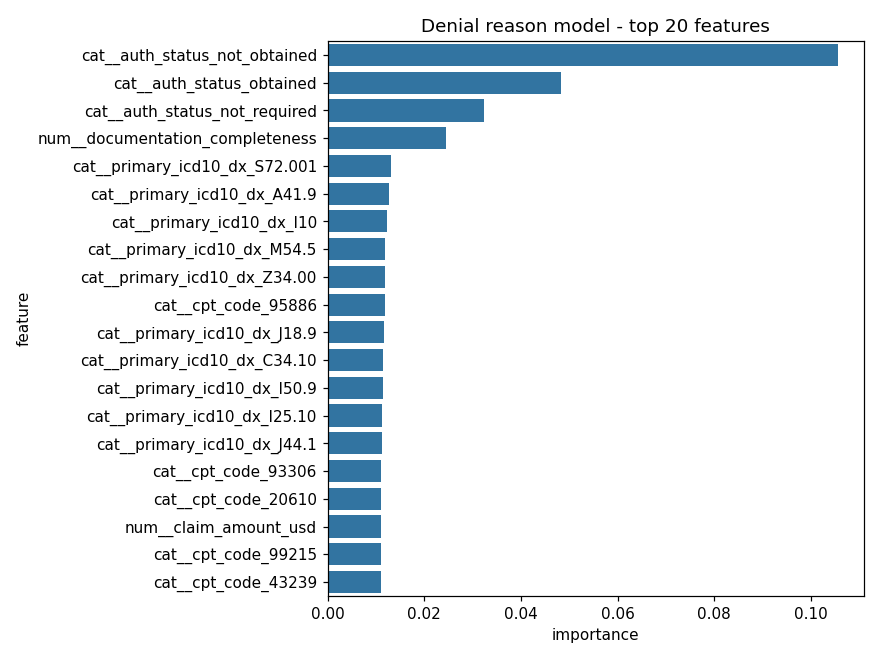 Denial reason model - top 20 features
cat__auth_status_not_obtained
cat__auth_status_obtained
cat__auth_status_not_required
num__documentation_completeness
cat__primary_icd10_dx_S72.001
cat__primary_icd10_dx_A41.9
cat__primary_icd10_dx_I10
cat__primary_icd10_dx_M54.5
cat__primary_icd10_dx_Z34.00
cat__cpt_code_95886
cat__primary_icd10_dx_J18.9
cat__primary_icd10_dx_C34.10
cat__primary_icd10_dx_I50.9
cat__primary_icd10_dx_I25.10
cat__primary_icd10_dx_J44.1
cat__cpt_code_93306
cat__cpt_code_20610
num__claim_amount_usd
cat__cpt_code_99215
cat__cpt_code_43239
feature
0.00 0.02 0.04 0.06 0.08 0.10
importance